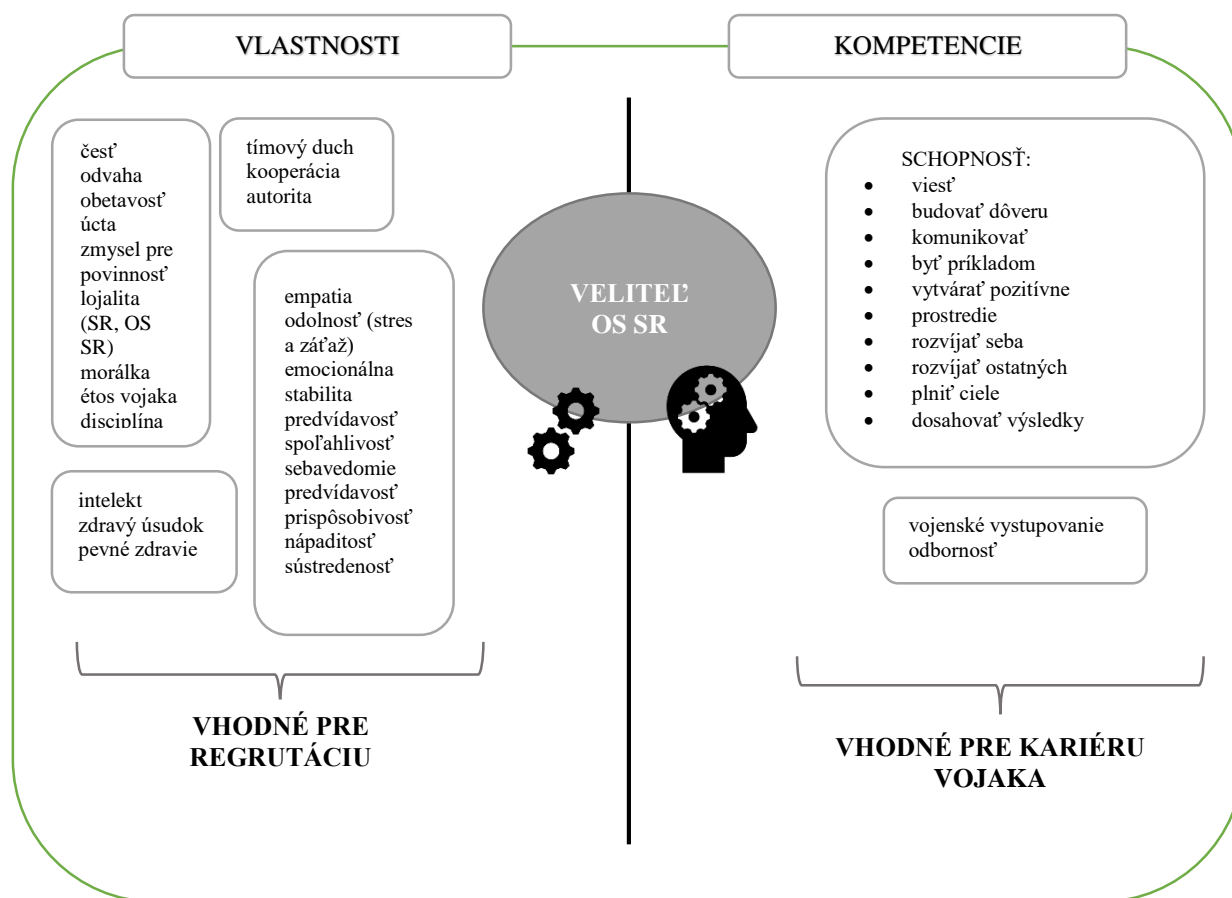 VLASTNOSTI
KOMPETENCIE
česť
odvaha
obetavosť
úcta
zmysel pre
povinnosť
lojalita
(SR, OS
SR)
morálka
étos vojaka
disciplína
tímový duch
kooperácia
autorita
empatia
odolnosť (stres
a záťaž)
emocionálna
stabilita
predvídavosť
spoľahlivosť
sebavedomie
predvídavosť
prispôsobivosť
nápaditosť
sústredenosť
intelekt
zdravý úsudok
pevné zdravie
VHODNÉ PRE
REGRUTÁCIU
VELITEĽ
OS SR
SCHOPNOSŤ:
• viesť
• budovať dôveru
• komunikovať
• byť príkladom
• vytvárať pozitívne
• prostredie
• rozvíjať seba
• rozvíjať ostatných
• plniť ciele
• dosahovať výsledky
vojenské vystupovanie
odbornosť
VHODNÉ PRE KARIÉRU
VOJAKA